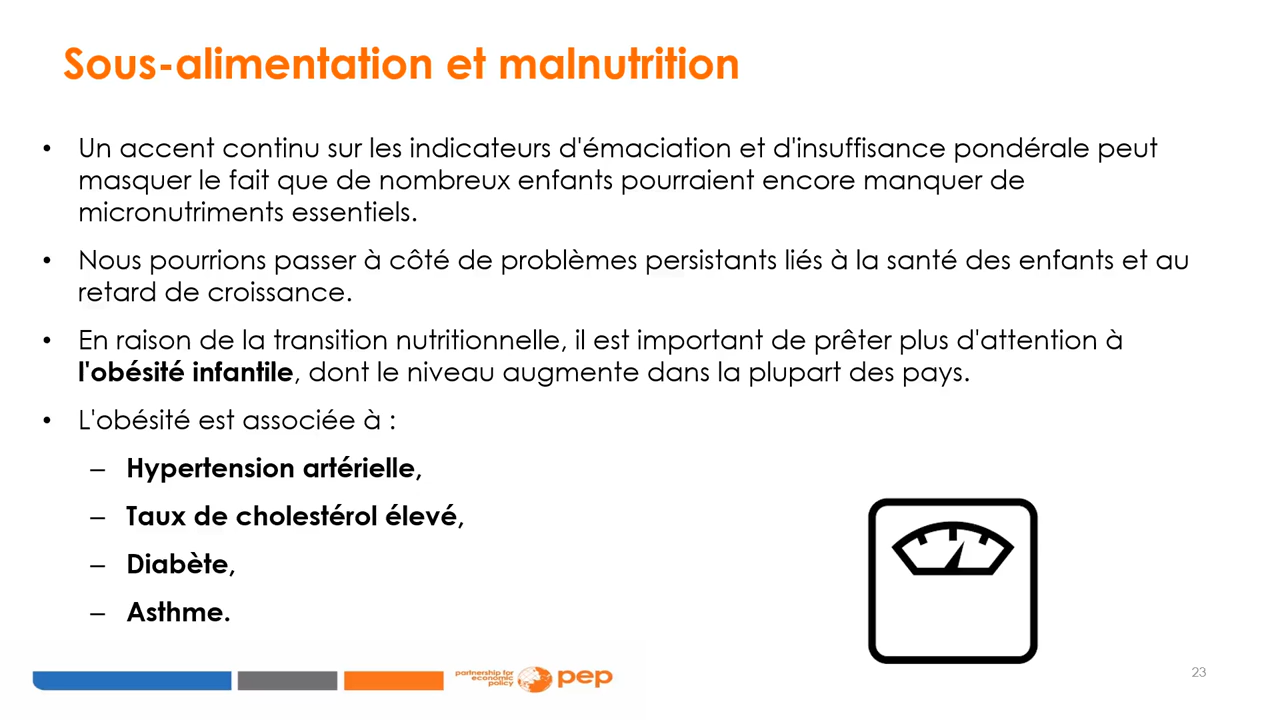 Sous-alimentation et malnutrition
• Un accent continu sur les indicateurs d'émaciation et d'insuffisance pondérale peut
masquer le fait que de nombreux enfants pourraient encore manquer de
micronutriments essentiels.
• Nous pourrions passer à côté de problèmes persistants liés à la santé des enfants et au
retard de croissance.
• En raison de la transition nutritionnelle, il est important de prêter plus d'attention à
l'obésité infantile, dont le niveau augmente dans la plupart des pays.
• L'obésité est associée à :
– Hypertension artérielle,
– Taux de cholestérol élevé,
– Diabète,
– Asthme.
partnership for
economic
policy
pep
23